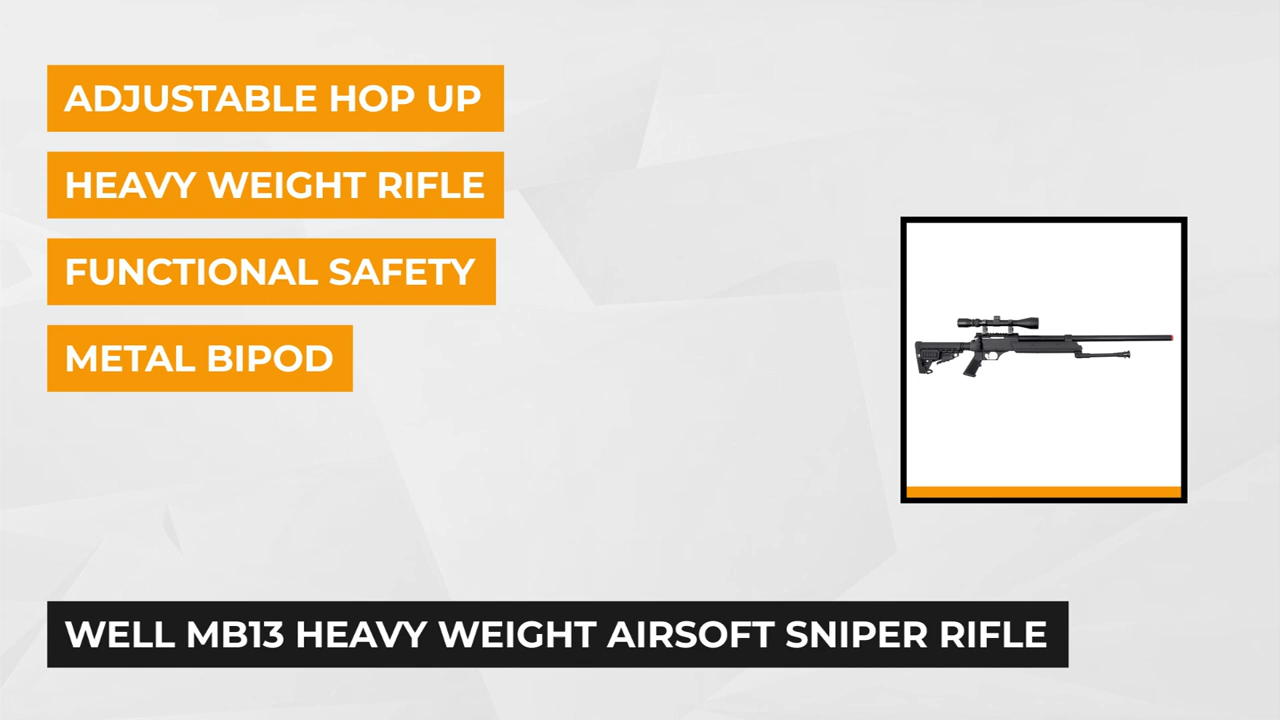 ADJUSTABLE HOP UP
HEAVY WEIGHT RIFLE
FUNCTIONAL SAFETY
METAL BIPOD
WELL MB13 HEAVY WEIGHT AIRSOFT SNIPER RIFLE